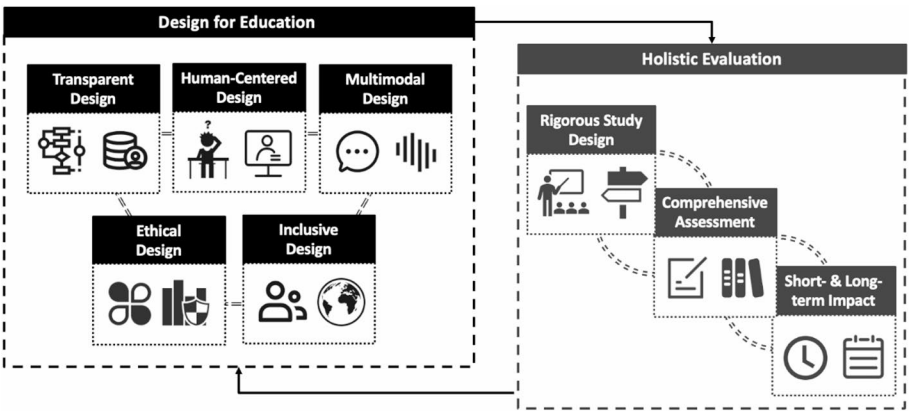 Design for Education
Transparent
Design
Human-Centered
Design
?
Multimodal
Design
Ethical
Design
Inclusive
Design
Holistic Evaluation
Rigorous Study
Design
Comprehensive
Assessment
Short- & Long-
term Impact